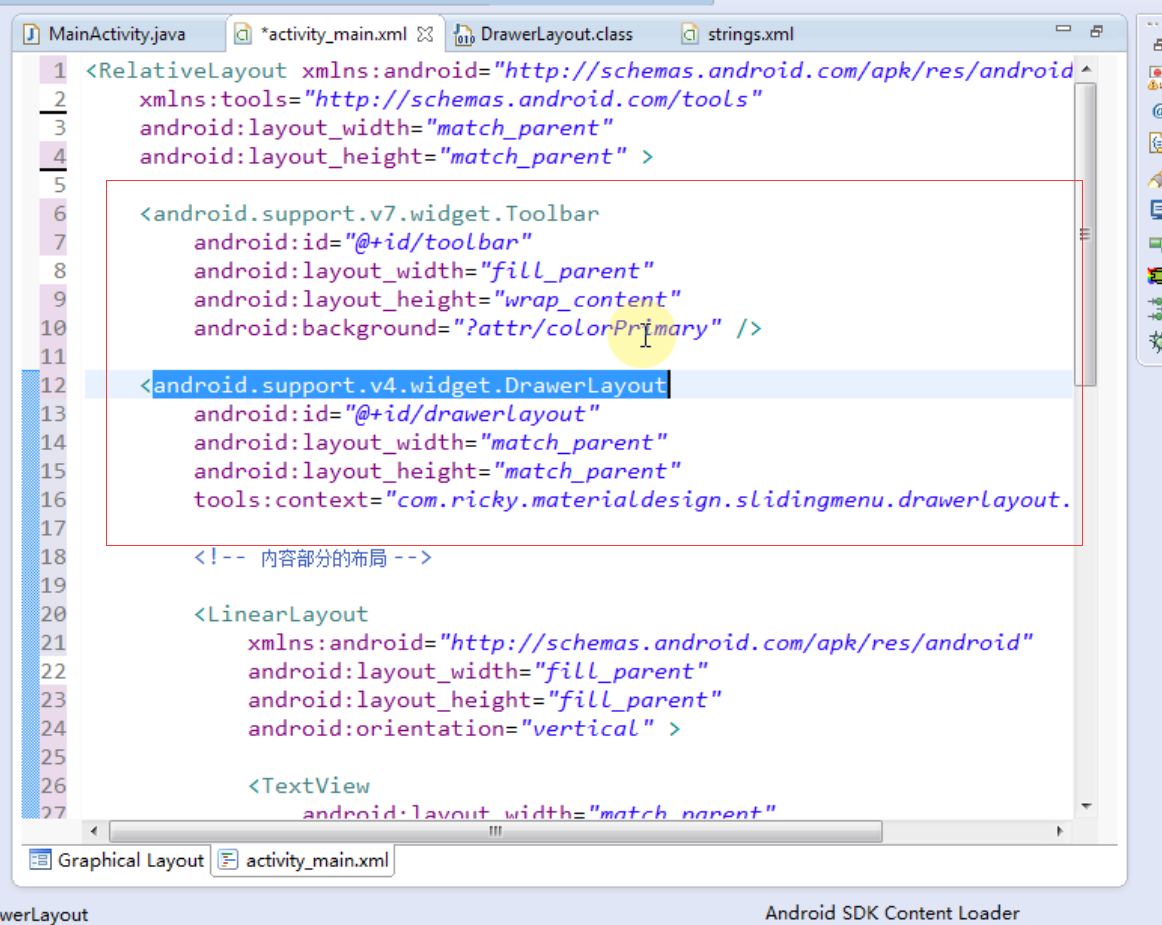 MainActivity.java
*activity_main.xml
DrawerLayout.class
strings.xml
1 <RelativeLayout xmlns:android="http://schemas.android.com/apk/res/android
2 xmlns:tools="http://schemas.android.com/tools"
3 android:layout_width="match_parent"
4 android:layout_height="match_parent" >
5
6 <android.support.v7.widget.Toolbar
7 android:id="@+id/toolbar"
8 android:layout_width="fill_parent"
9 android:layout_height="wrap_content"
10 android:background="?attr/colorPrimary" />
11
12 <android.support.v4.widget.DrawerLayout
13 android:id="@+id/drawerlayout"
14 android:layout_width="match_parent"
15 android:layout_height="match_parent"
16 tools:context="com.ricky.materialdesign.slidingmenu.drawerlayout.
17
18 <!-- 内容部分的布局 -->
19
20 <LinearLayout
21 xmlns:android="http://schemas.android.com/apk/res/android"
22 android:layout_width="fill_parent"
23 android:layout_height="fill_parent"
24 android:orientation="vertical" >
25
26 <TextView
27 android:layout_width="match_parent"
Graphical Layout
activity_main.xml
werLayout
Android SDK Content Loader